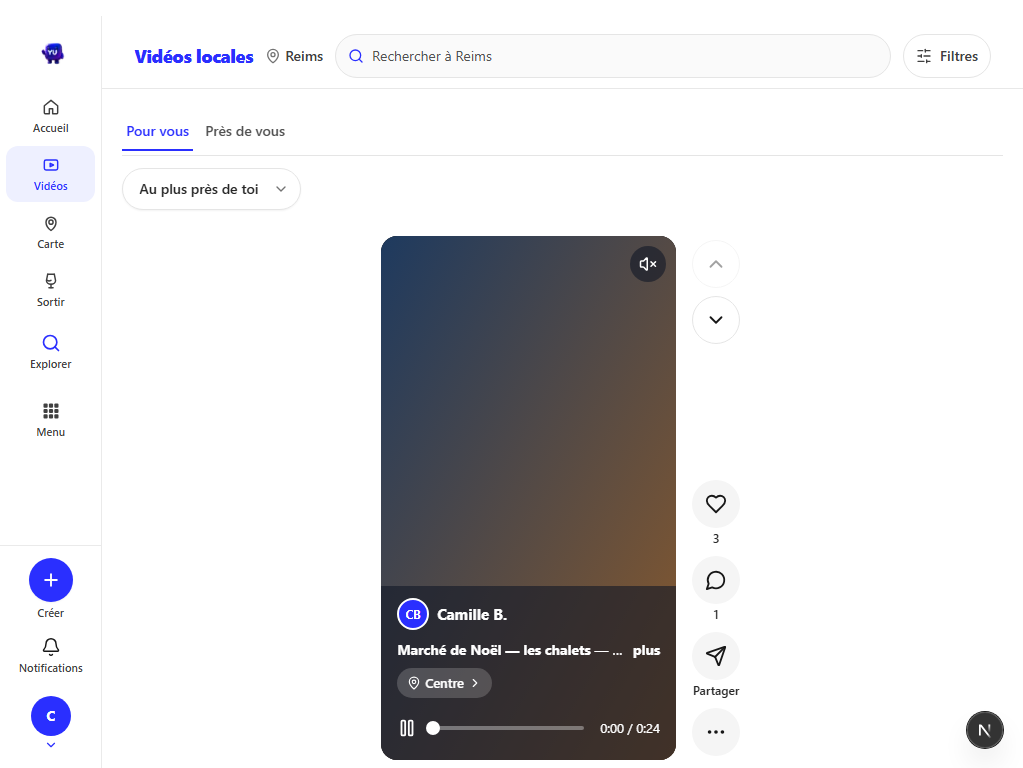 YU
Accueil
Vidéos
Carte
Sortir
Explorer
Menu
Créer
Notifications
C
Vidéos locales
Reims
Rechercher à Reims
Filtres
Pour vous
Près de vous
Au plus près de toi
CB
Camille B.
Marché de Noël — les chalets — ... plus
Centre
0:00 / 0:24
3
1
Partager
N